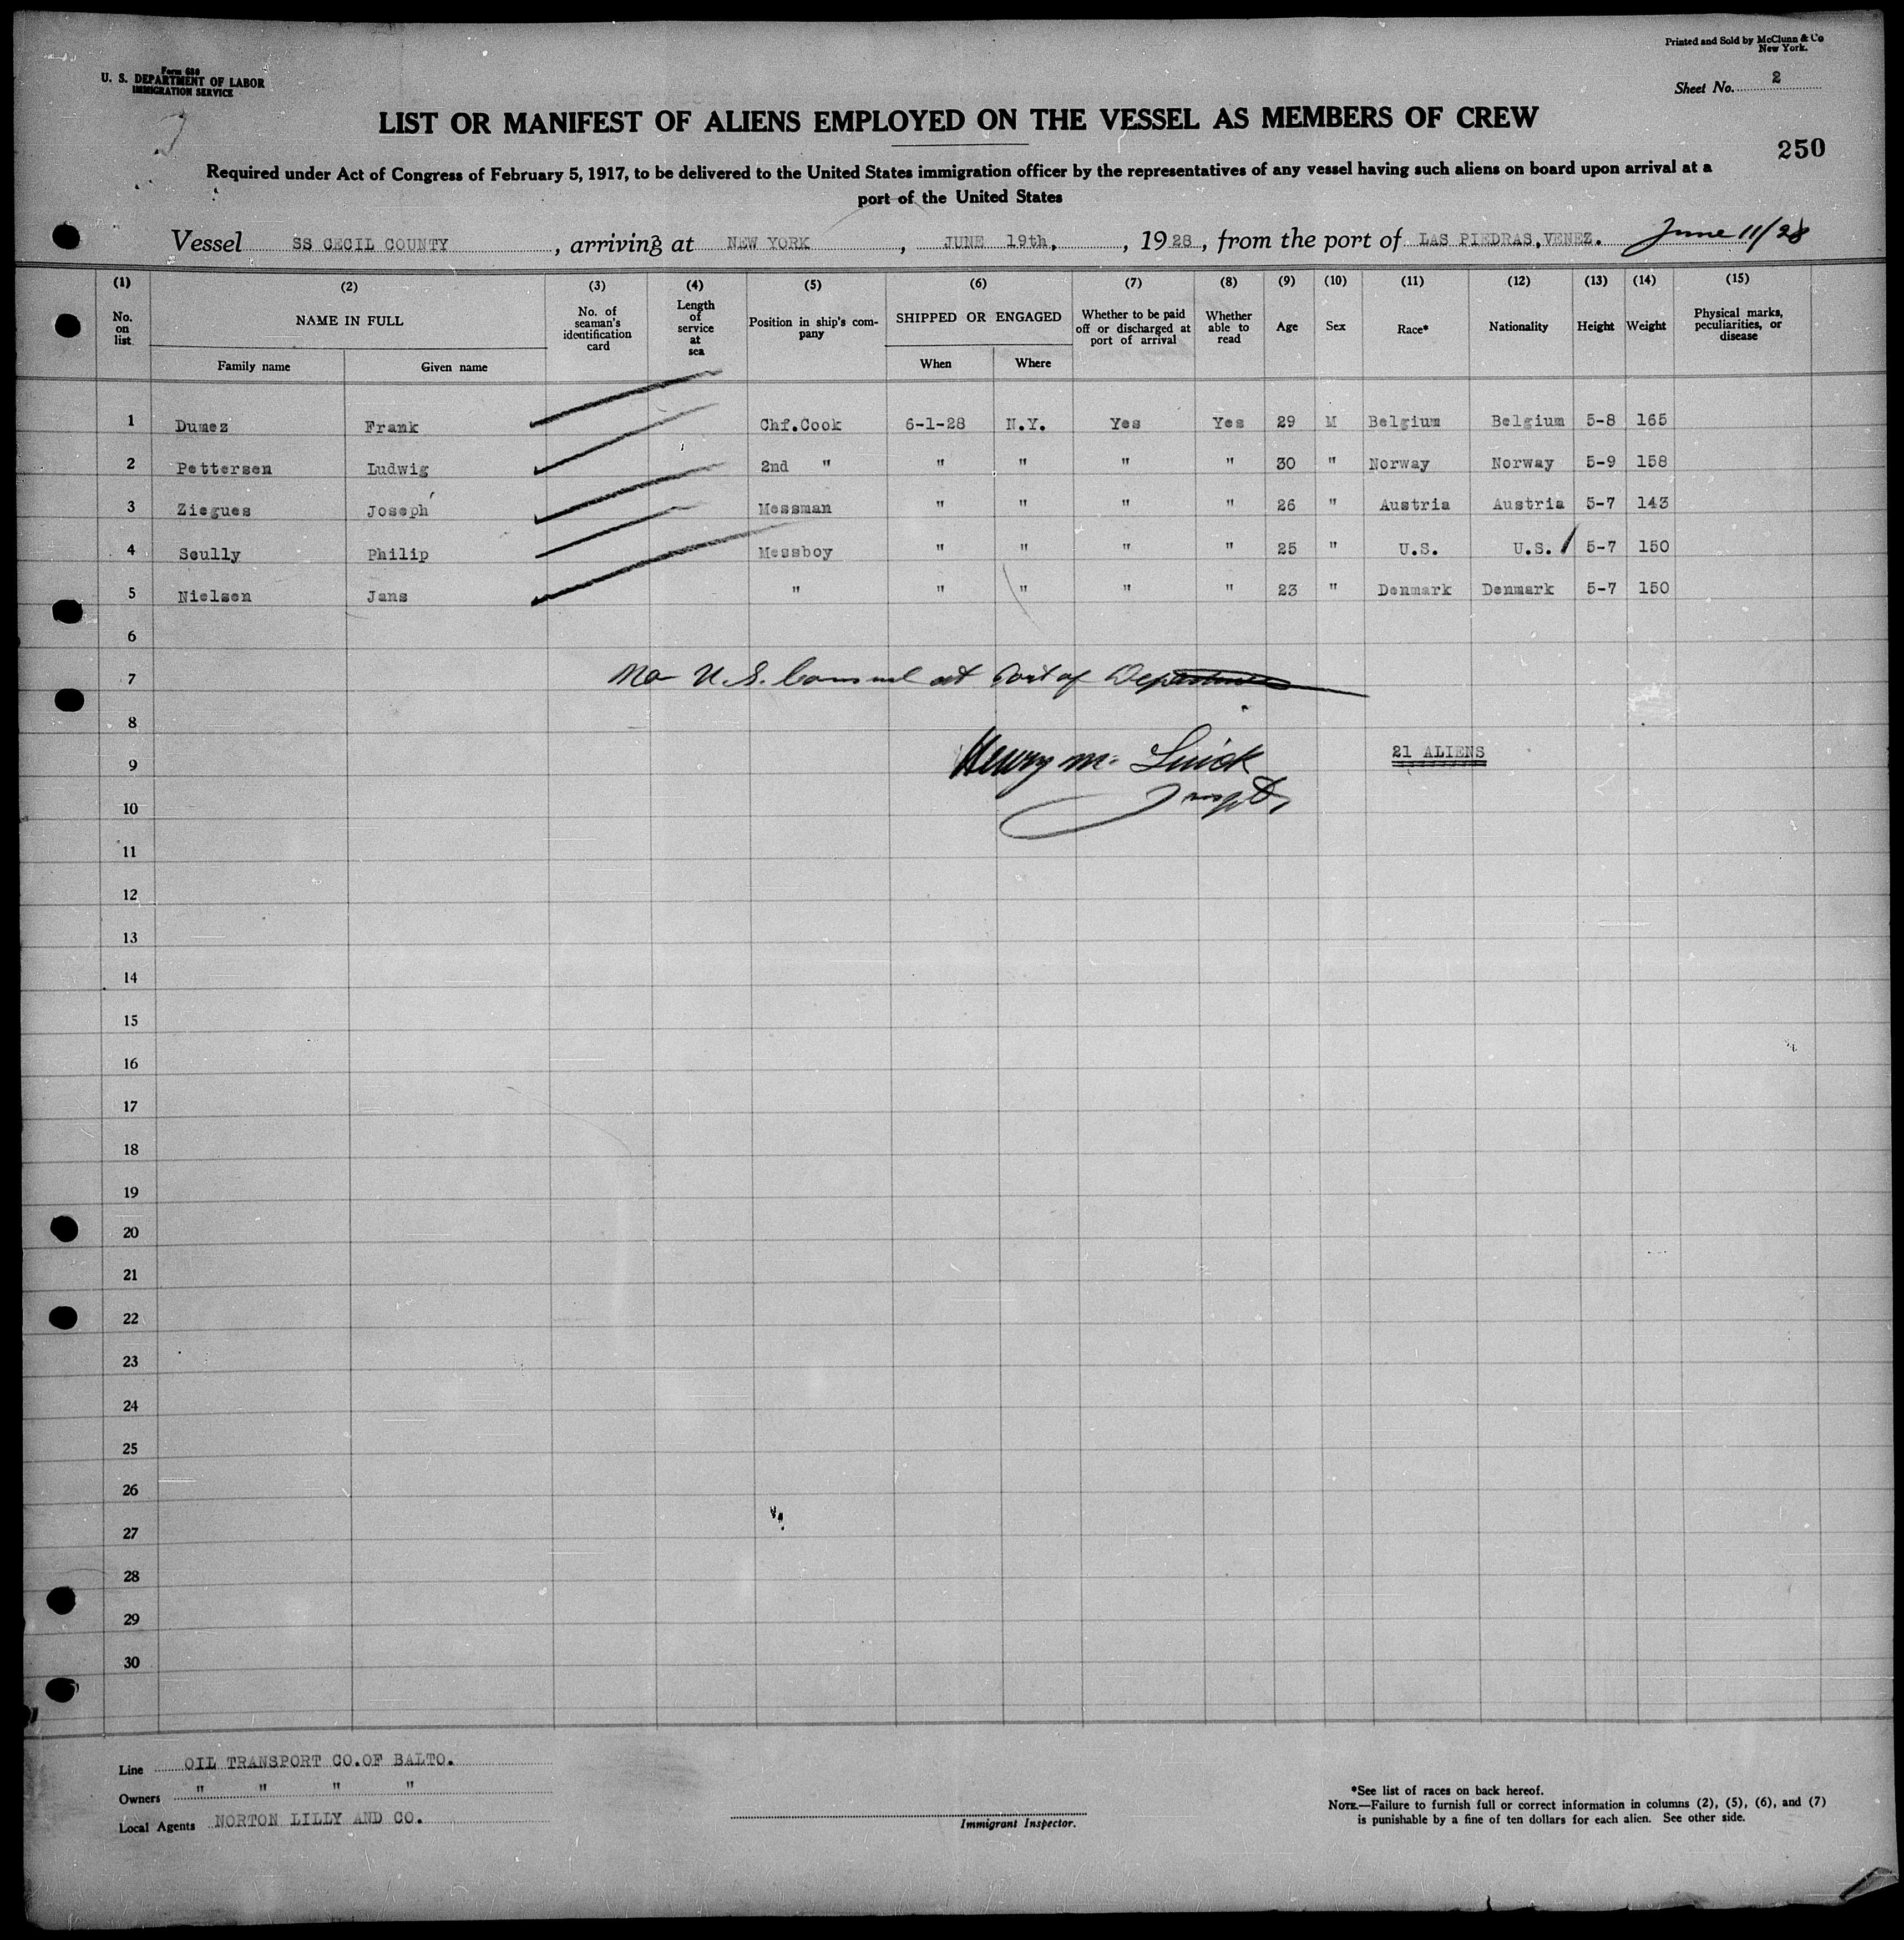 Form 680
U. S. DEPARTMENT OF LABOR
IMMIGRATION SERVICE
Printed and Sold by McClunn & Co
New York.
Sheet No. 2
LIST OR MANIFEST OF ALIENS EMPLOYED ON THE VESSEL AS MEMBERS OF CREW
250
Required under Act of Congress of February 5, 1917, to be delivered to the United States immigration officer by the representatives of any vessel having such aliens on board upon arrival at a
port of the United States
Vessel SS CECIL COUNTY, arriving at NEW YORK, JUNE 19th, , 1928, from the port of LAS PIEDRAS, VENEZ. June 11/28
(1) (2) (3) (4) (5) (6) (7) (8) (9) (10) (11) (12) (13) (14) (15)
No. on list NAME IN FULL Family name Given name No. of seaman's identification card Length of service at sea Position in ship's company SHIPPED OR ENGAGED When Where Whether to be paid off or discharged at port of arrival Whether able to read Age Sex Race* Nationality Height Weight Physical marks, peculiarities, or disease
1 Dumez Frank Chf.Cook 6-1-28 N.Y. Yes Yes 29 M Belgium Belgium 5-8 165
2 Pettersen Ludwig 2nd " " " " " 30 " Norway Norway 5-9 158
3 Ziegues Joseph Messman " " " " 26 " Austria Austria 5-7 143
4 Scully Philip Messboy " " " " 25 " U.S. U.S. 5-7 150
5 Nielsen Jans " " " " " 23 " Denmark Denmark 5-7 150
6
7 No U.S. Consul at Port of Departure
8
9 Henry M. 21 ALIENS
10
11
12
13
14
15
16
17
18
19
20
21
22
23
24
25
26
27
28
29
30
Line OIL TRANSPORT CO.OF BALTO.
Owners " " " "
Local Agents NORTON LILLY AND CO.
Immigrant Inspector.
*See list of races on back hereof.
NOTE.—Failure to furnish full or correct information in columns (2), (5), (6), and (7)
is punishable by a fine of ten dollars for each alien. See other side.